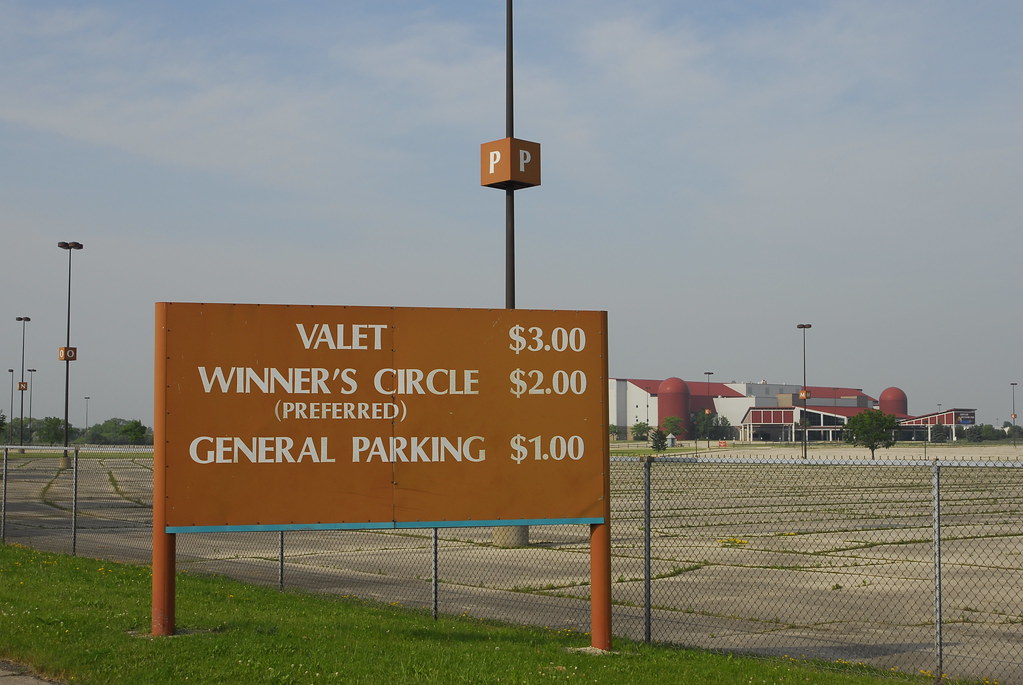 P P
VALET $3.00
WINNER'S CIRCLE $2.00
(PREFERRED)
GENERAL PARKING $1.00
O O
N